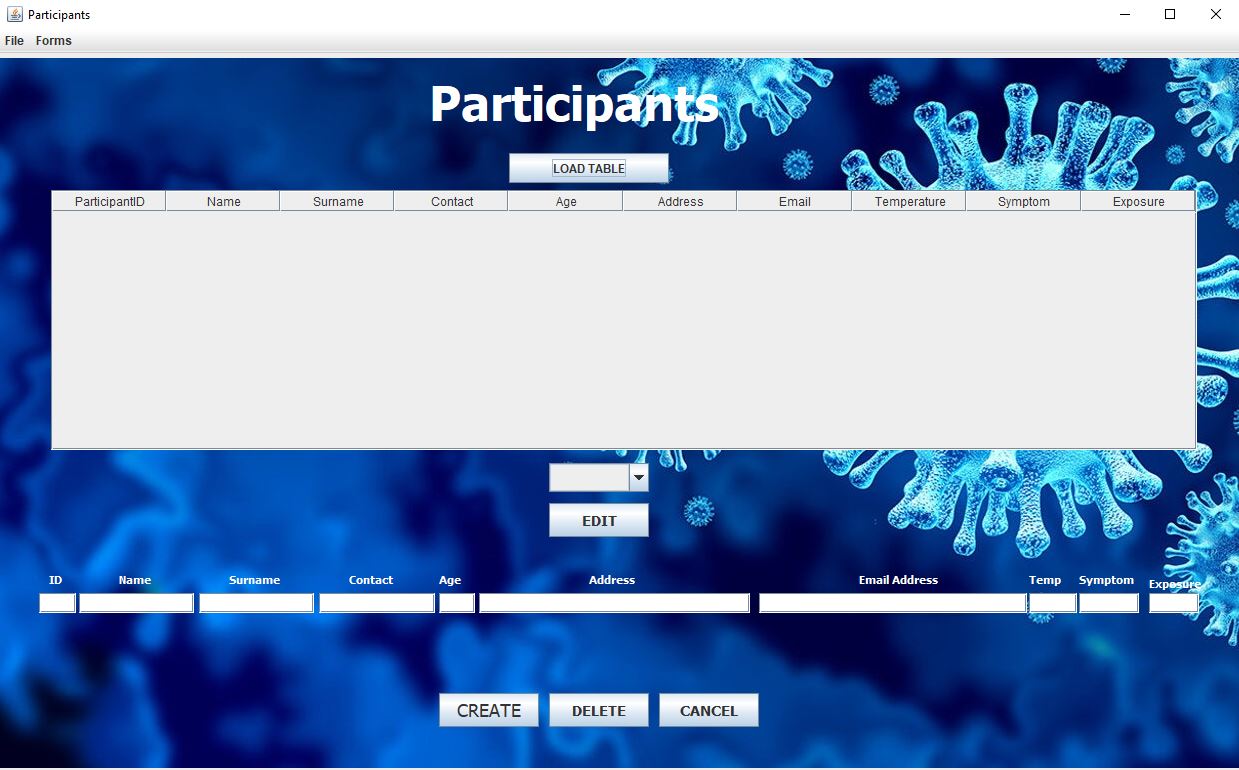 Participants
File Forms
Participants
LOAD TABLE
ParticipantID Name Surname Contact Age Address Email Temperature Symptom Exposure
EDIT
ID Name Surname Contact Age Address Email Address Temp Symptom Exposure
CREATE DELETE CANCEL